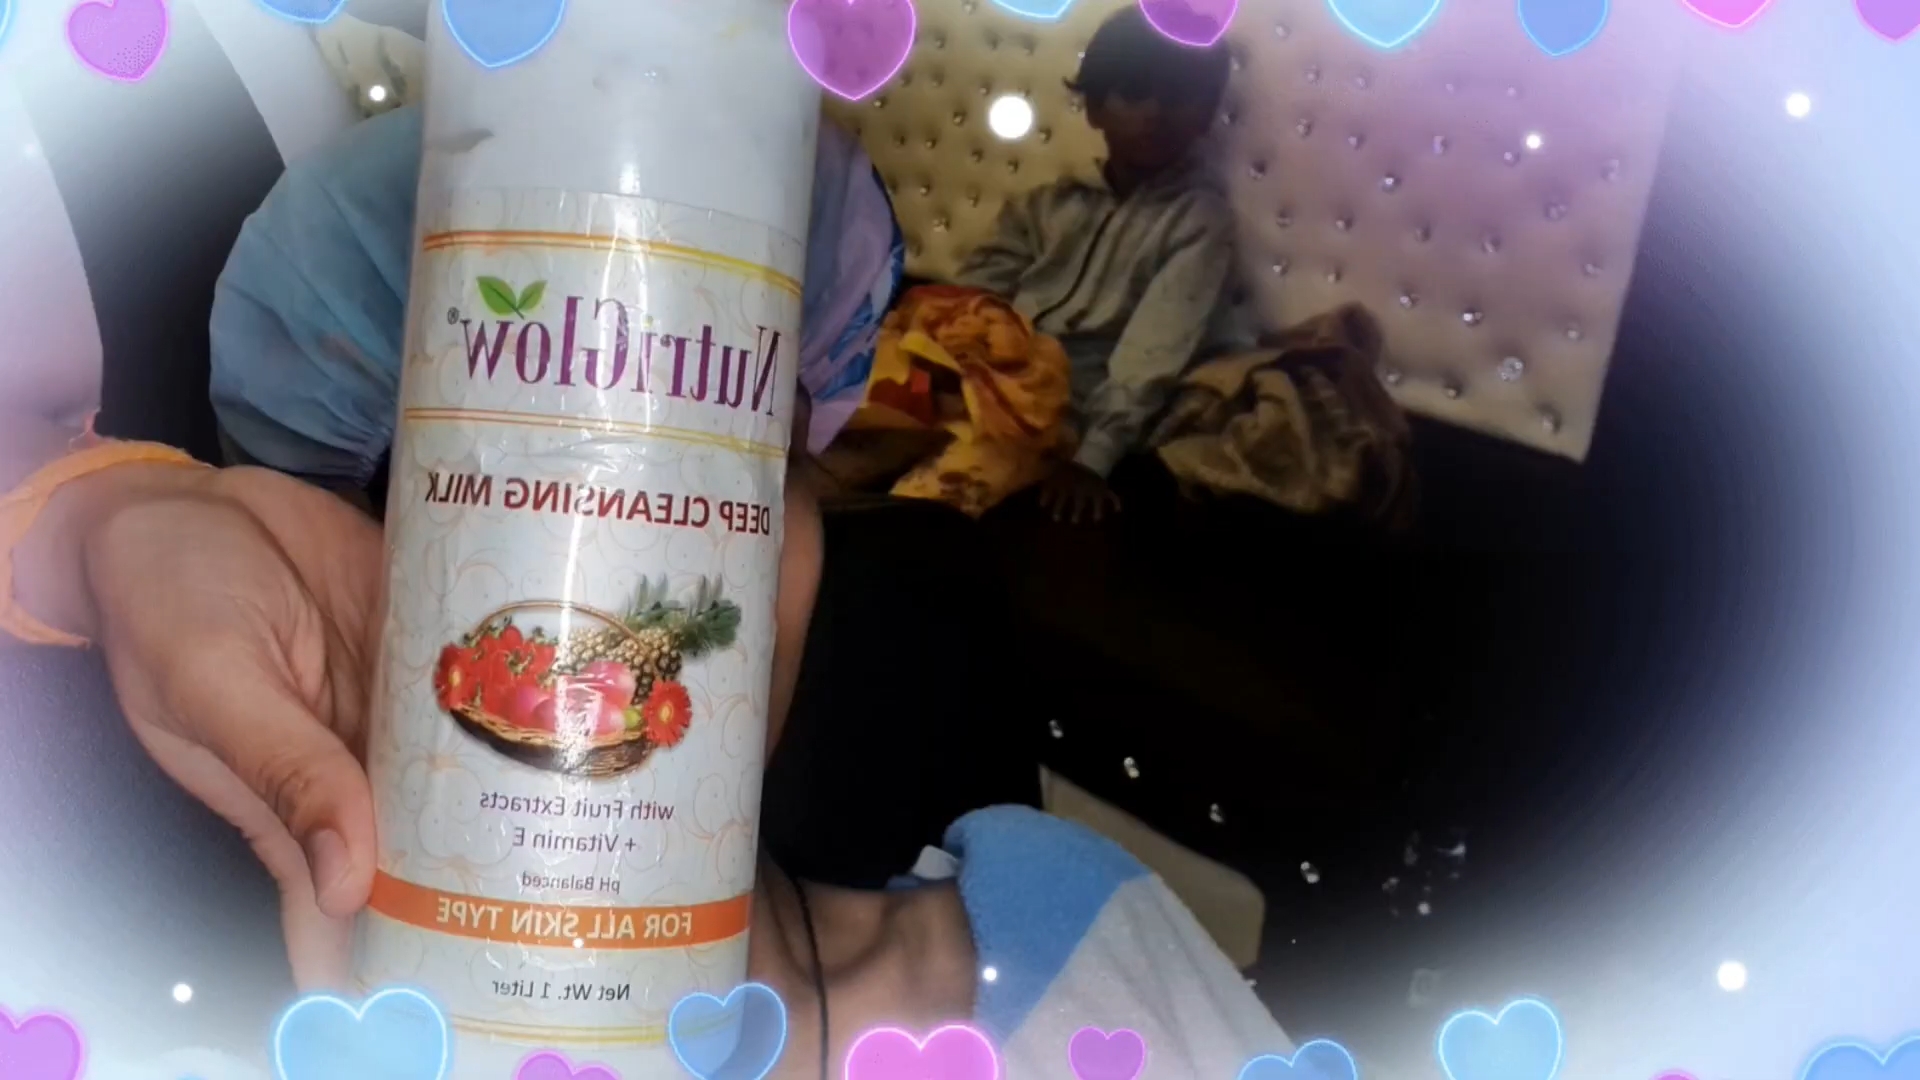 NutriGlow®
DEEP CLEANSING MILK
with Fruit Extracts
+ Vitamin E
pH Balanced
FOR ALL SKIN TYPE
Net Wt. 1 Liter